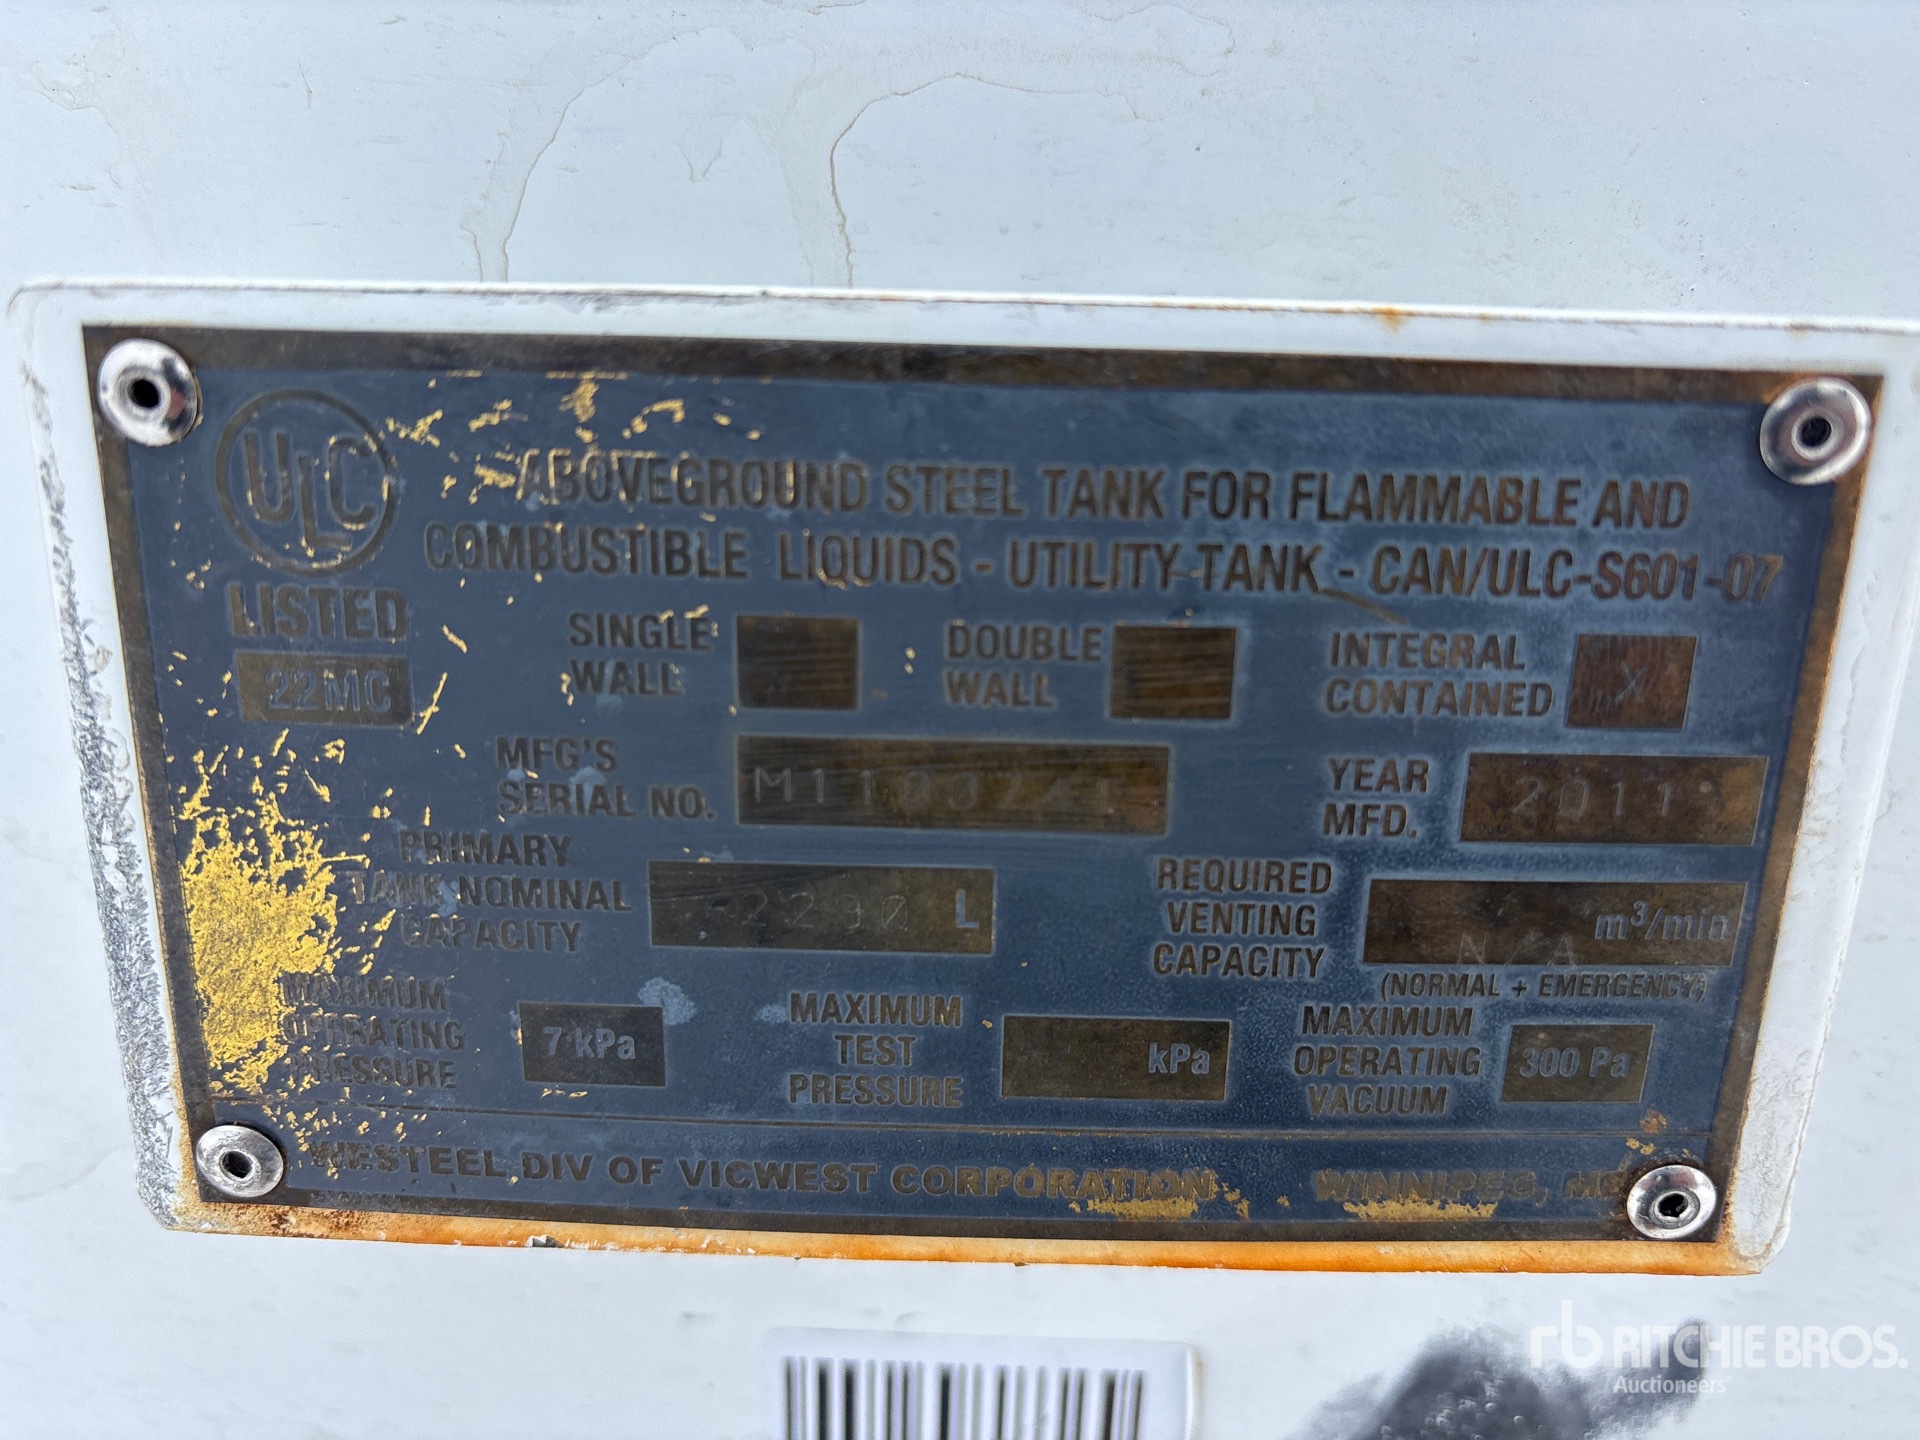 ULC
LISTED
22MC
ABOVEGROUND STEEL TANK FOR FLAMMABLE AND
COMBUSTIBLE LIQUIDS - UTILITY TANK - CAN/ULC-S601-07
SINGLE
WALL
DOUBLE
WALL
INTEGRAL
CONTAINED
X
MFG'S
SERIAL NO.
YEAR
MFD.
2011
PRIMARY
TANK NOMINAL
CAPACITY
2290 L
REQUIRED
VENTING
CAPACITY
N/A m³/min
(NORMAL + EMERGENCY)
MAXIMUM
OPERATING
PRESSURE
7 kPa
MAXIMUM
TEST
PRESSURE
kPa
MAXIMUM
OPERATING
VACUUM
300 Pa
WESTEEL DIV OF VICWEST CORPORATION WINNIPEG,
rb RITCHIE BROS.
Auctioneers